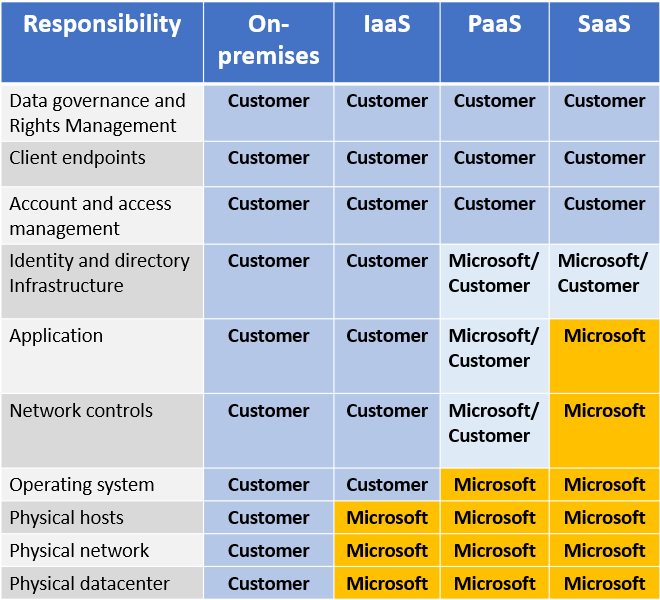 Responsibility On-premises IaaS PaaS SaaS
Data governance and Rights Management Customer Customer Customer Customer
Client endpoints Customer Customer Customer Customer
Account and access management Customer Customer Customer Customer
Identity and directory Infrastructure Customer Customer Microsoft/Customer Microsoft/Customer
Application Customer Customer Microsoft/Customer Microsoft
Network controls Customer Customer Microsoft/Customer Microsoft
Operating system Customer Customer Microsoft Microsoft
Physical hosts Customer Microsoft Microsoft Microsoft
Physical network Customer Microsoft Microsoft Microsoft
Physical datacenter Customer Microsoft Microsoft Microsoft